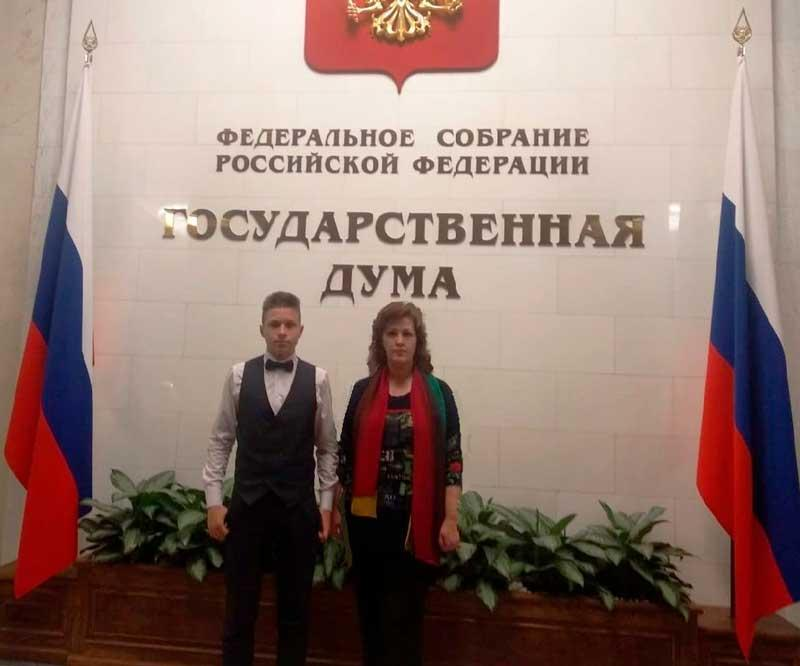 ФЕДЕРАЛЬНОЕ СОБРАНИЕ
РОССИЙСКОЙ ФЕДЕРАЦИИ
ГОСУДАРСТВЕННАЯ
ДУМА